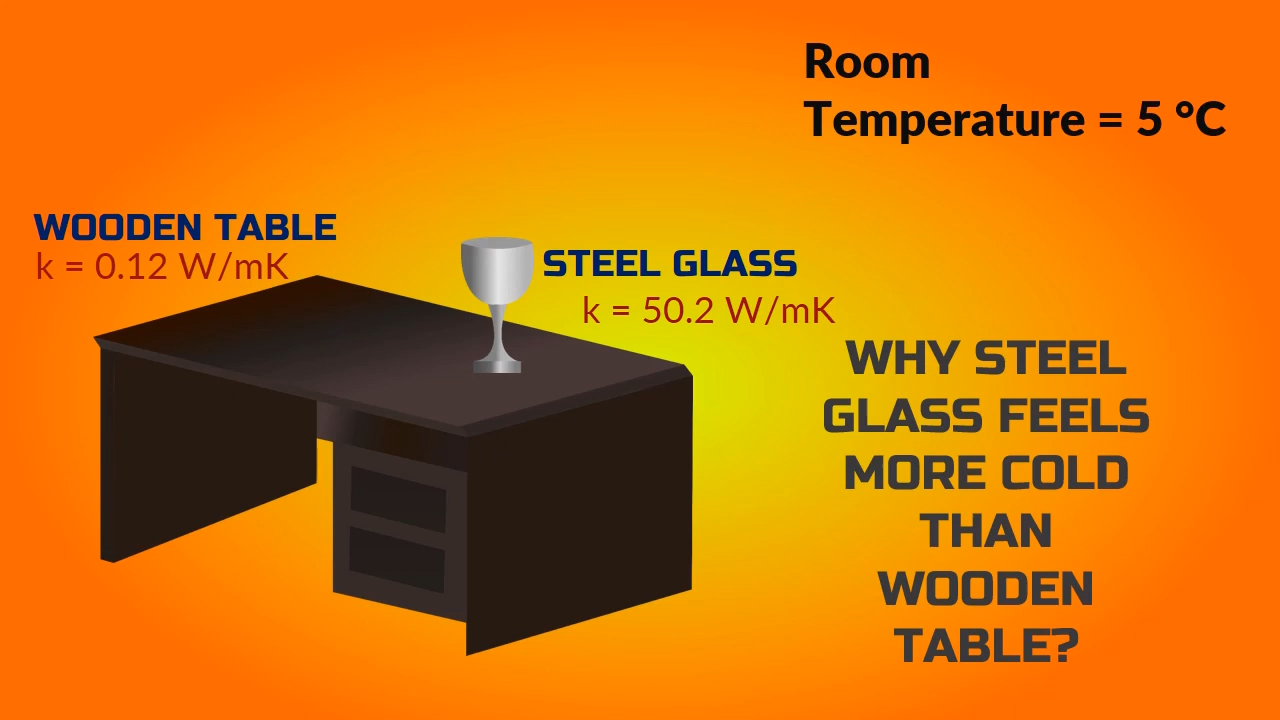 Room
Temperature = 5 °C
WOODEN TABLE
k = 0.12 W/mK
STEEL GLASS
k = 50.2 W/mK
WHY STEEL
GLASS FEELS
MORE COLD
THAN
WOODEN
TABLE?